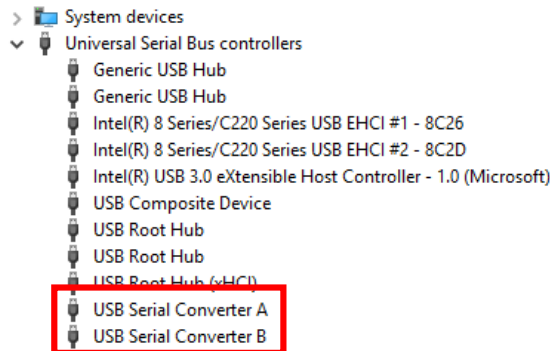 System devices
Universal Serial Bus controllers
Generic USB Hub
Generic USB Hub
Intel(R) 8 Series/C220 Series USB EHCI #1 - 8C26
Intel(R) 8 Series/C220 Series USB EHCI #2 - 8C2D
Intel(R) USB 3.0 eXtensible Host Controller - 1.0 (Microsoft)
USB Composite Device
USB Root Hub
USB Root Hub
USB Root Hub (xHCI)
USB Serial Converter A
USB Serial Converter B